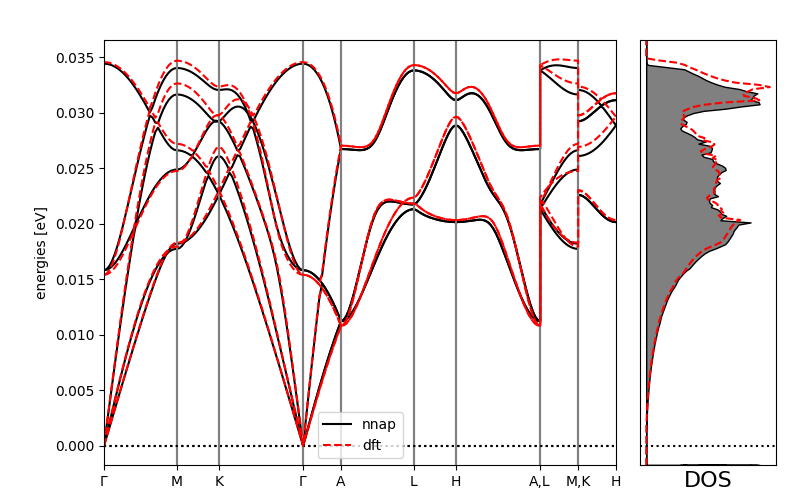 energies [eV]
0.035
0.030
0.025
0.020
0.015
0.010
0.005
0.000
nnap
dft
Γ M K Γ A L H A,L M,K H
DOS